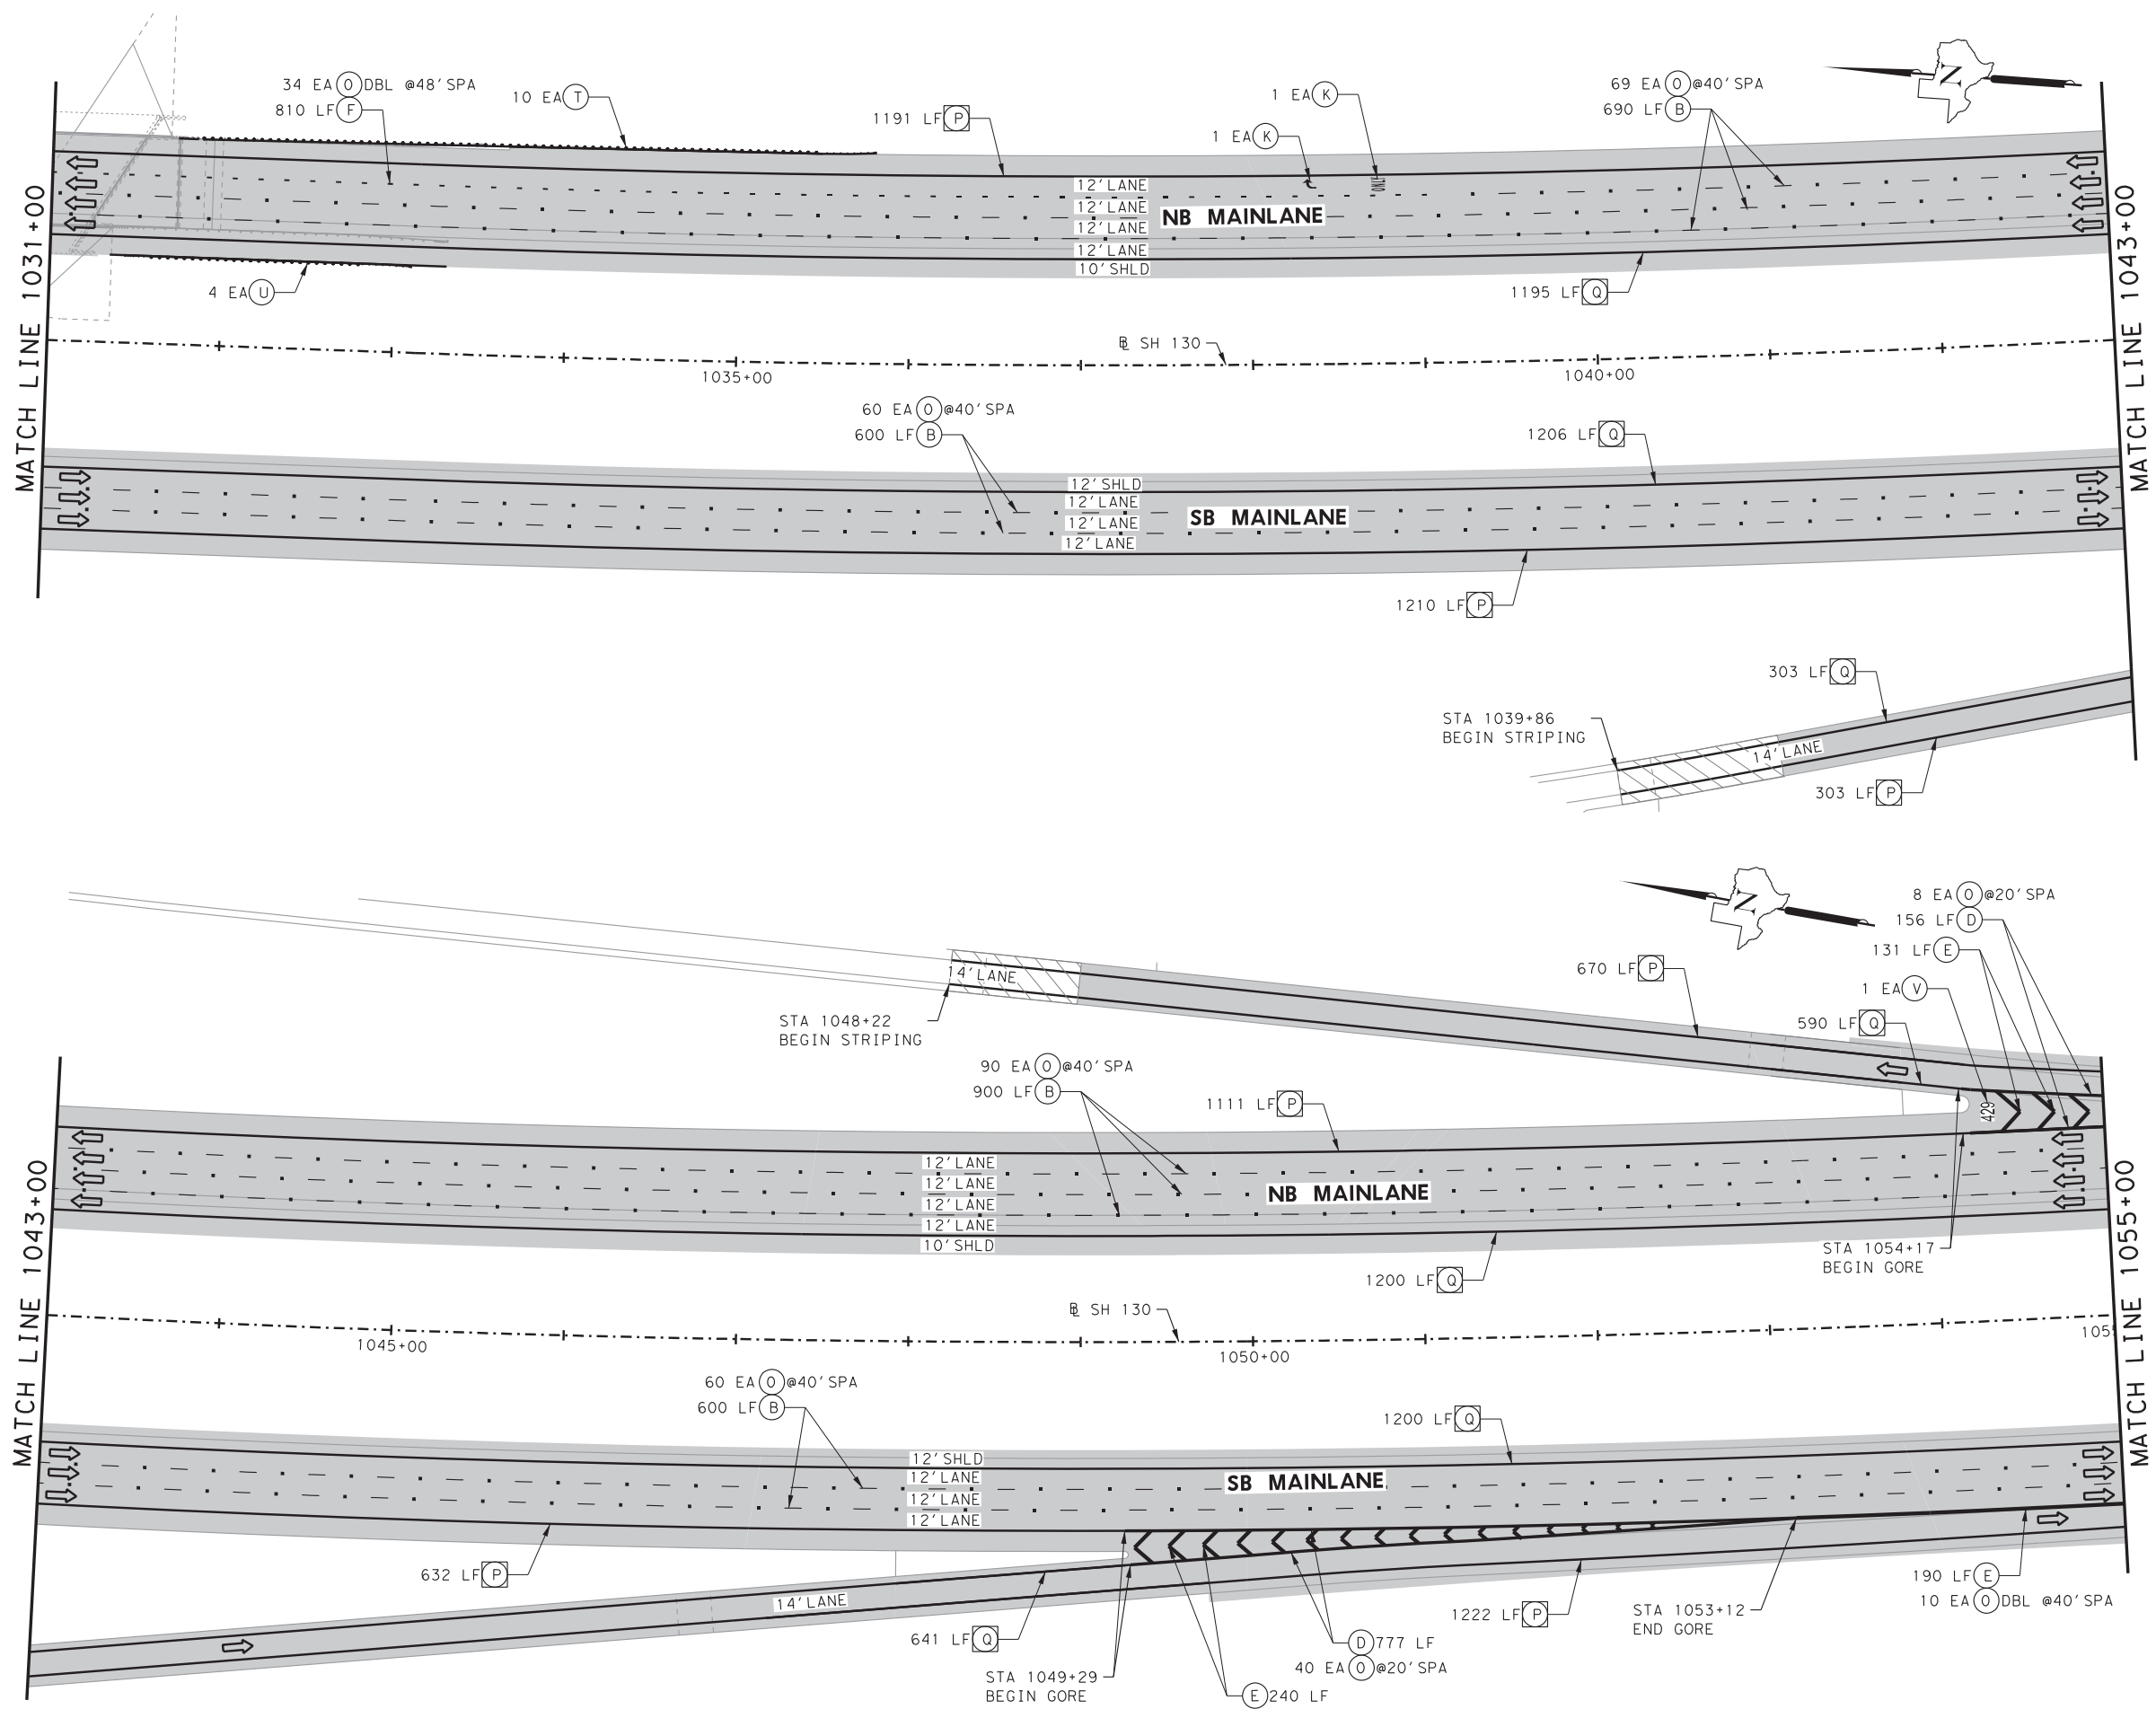 34 EA O DBL @48' SPA
810 LF F
10 EA T
1191 LF P
1 EA K
1 EA K
69 EA O @40' SPA
690 LF B
N
12' LANE
12' LANE
12' LANE
12' LANE
10' SHLD
NB MAINLANE
ONLY
4 EA U
1195 LF Q
MATCH LINE 1031+00
MATCH LINE 1043+00
BL SH 130
1035+00
1040+00
60 EA O @40' SPA
600 LF B
1206 LF Q
12' SHLD
12' LANE
12' LANE
12' LANE
SB MAINLANE
1210 LF P
303 LF Q
STA 1039+86
BEGIN STRIPING
14' LANE
303 LF P
N
8 EA O @20' SPA
156 LF D
131 LF E
1 EA V
590 LF Q
670 LF P
14' LANE
STA 1048+22
BEGIN STRIPING
429
90 EA O @40' SPA
900 LF B
1111 LF P
12' LANE
12' LANE
12' LANE
12' LANE
10' SHLD
NB MAINLANE
STA 1054+17
BEGIN GORE
1200 LF Q
MATCH LINE 1043+00
MATCH LINE 1055+00
BL SH 130
1045+00
1050+00
105
60 EA O @40' SPA
600 LF B
1200 LF Q
12' SHLD
12' LANE
12' LANE
12' LANE
SB MAINLANE
632 LF P
14' LANE
641 LF Q
STA 1049+29
BEGIN GORE
D 777 LF
40 EA O @20' SPA
E 240 LF
1222 LF P
STA 1053+12
END GORE
190 LF E
10 EA O DBL @40' SPA